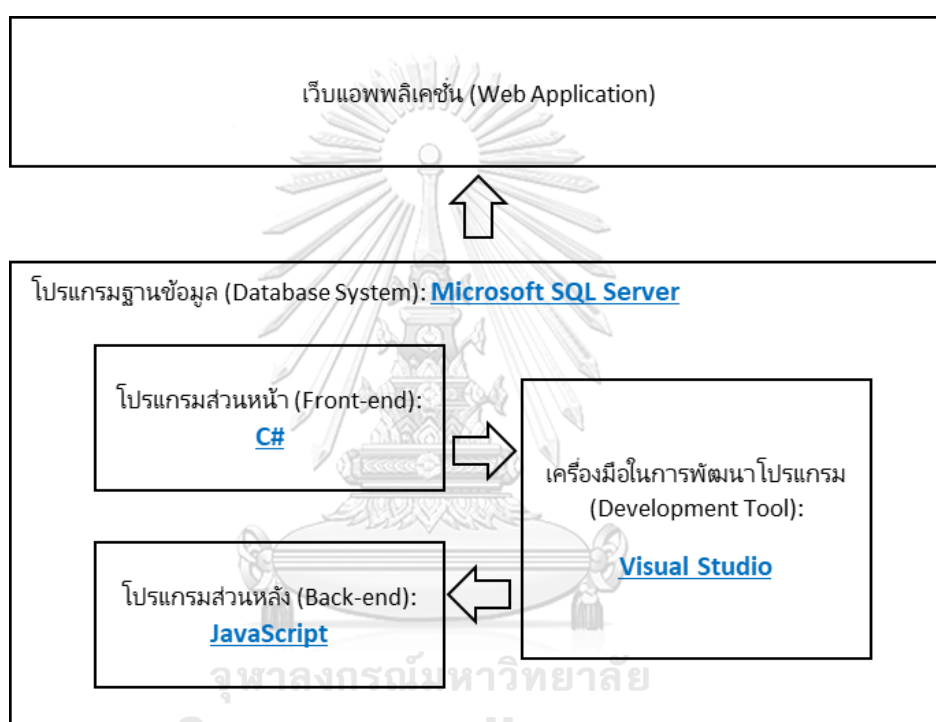 เว็บแอพพลิเคชั่น (Web Application)
โปรแกรมฐานข้อมูล (Database System): Microsoft SQL Server
โปรแกรมส่วนหน้า (Front-end):
C#
เครื่องมือในการพัฒนาโปรแกรม
(Development Tool):
Visual Studio
โปรแกรมส่วนหลัง (Back-end):
JavaScript
จุฬาลงกรณ์มหาวิทยาลัย